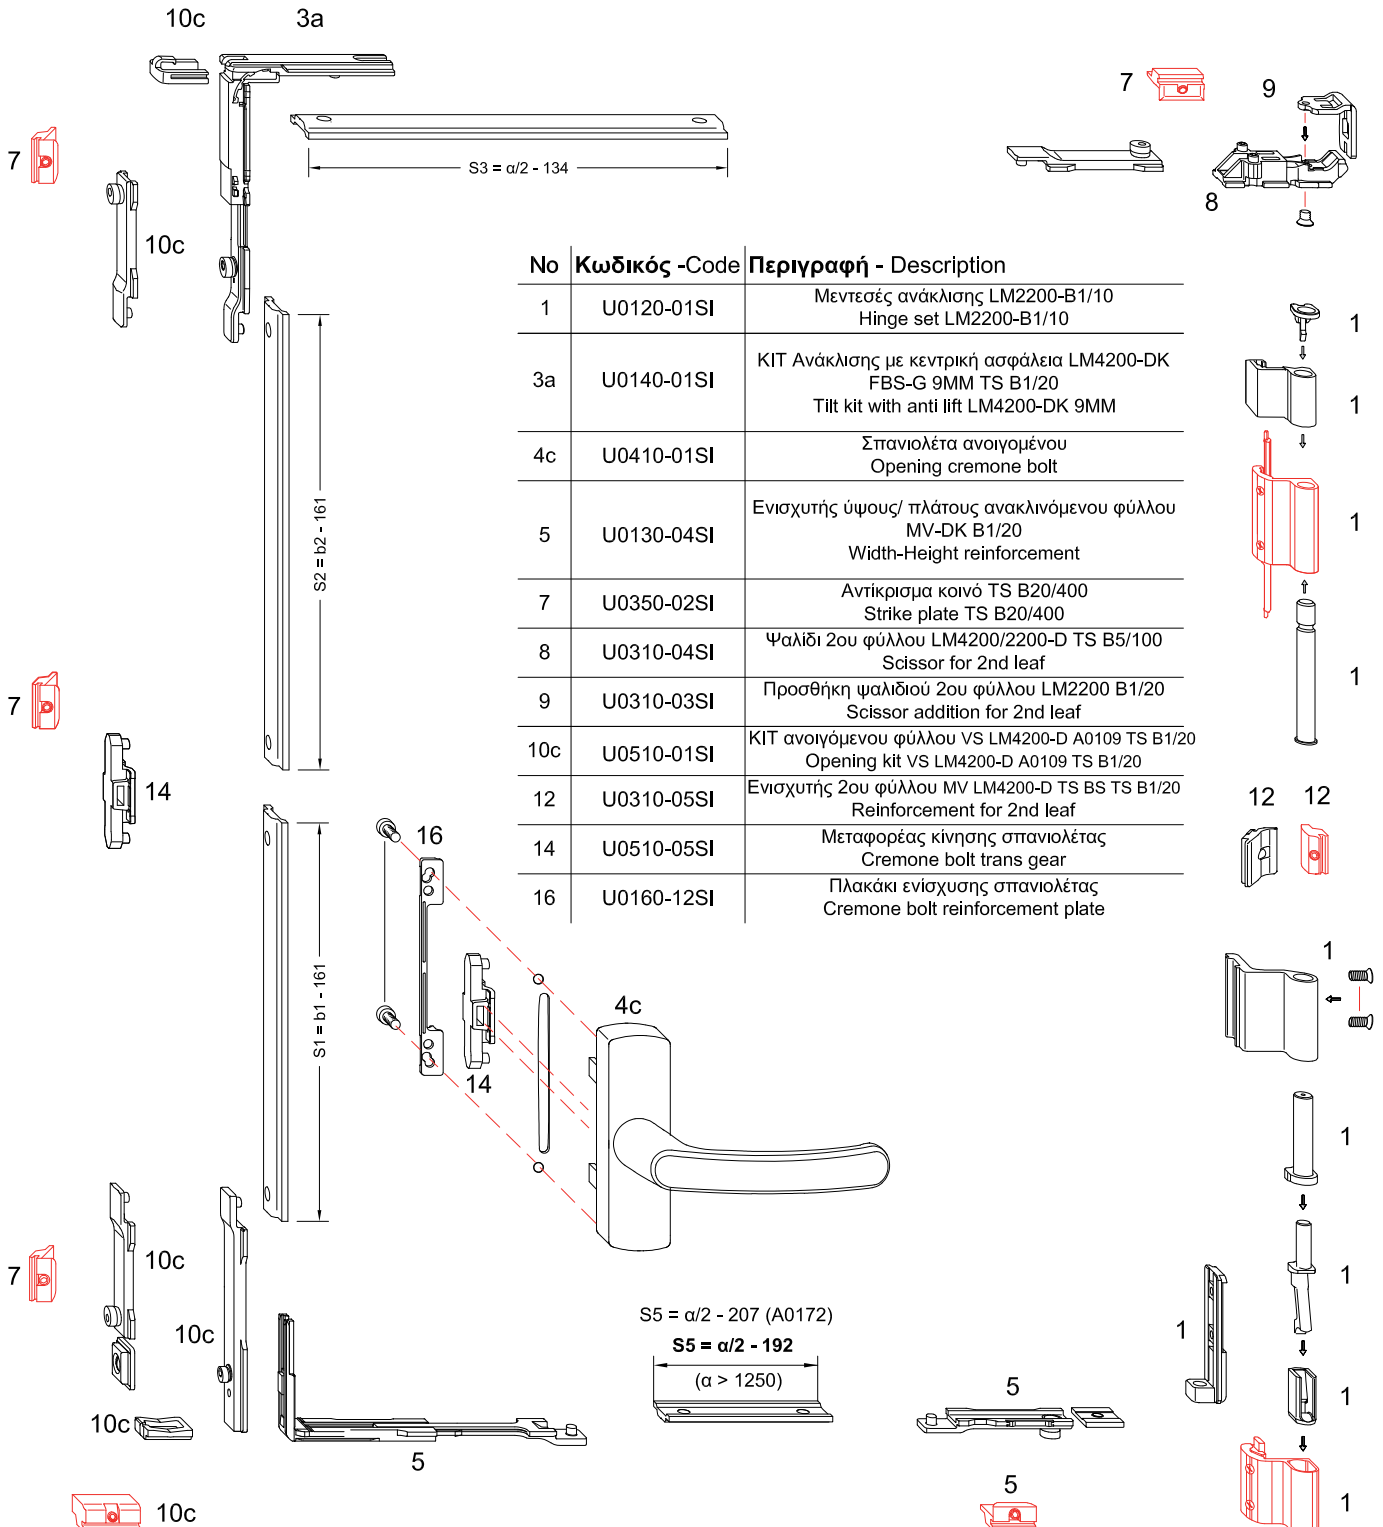 10c 3a
7 9
7
S3 = α/2 - 134
8
10c
No Κωδικός -Code Περιγραφή - Description
1 U0120-01SI Μεντεσές ανάκλισης LM2200-B1/10
Hinge set LM2200-B1/10
3a U0140-01SI KIT Ανάκλισης με κεντρική ασφάλεια LM4200-DK
FBS-G 9MM TS B1/20
Tilt kit with anti lift LM4200-DK 9MM
4c U0410-01SI Σπανιολέτα ανοιγομένου
Opening cremone bolt
5 U0130-04SI Ενισχυτής ύψους/ πλάτους ανακλινόμενου φύλλου
MV-DK B1/20
Width-Height reinforcement
7 U0350-02SI Αντίκρισμα κοινό TS B20/400
Strike plate TS B20/400
8 U0310-04SI Ψαλίδι 2ου φύλλου LM4200/2200-D TS B5/100
Scissor for 2nd leaf
9 U0310-03SI Προσθήκη ψαλιδιού 2ου φύλλου LM2200 B1/20
Scissor addition for 2nd leaf
10c U0510-01SI KIT ανοιγόμενου φύλλου VS LM4200-D A0109 TS B1/20
Opening kit VS LM4200-D A0109 TS B1/20
12 U0310-05SI Ενισχυτής 2ου φύλλου MV LM4200-D TS BS TS B1/20
Reinforcement for 2nd leaf
14 U0510-05SI Μεταφορέας κίνησης σπανιολέτας
Cremone bolt trans gear
16 U0160-12SI Πλακάκι ενίσχυσης σπανιολέτας
Cremone bolt reinforcement plate
1
1
1
1
S2 = b2 - 161
7
14
12 12
16
1
S1 = b1 - 161
4c
14
1
7
10c
10c
1
1
S5 = α/2 - 207 (A0172)
S5 = α/2 - 192
(α > 1250)
5
1
10c
5
5
10c
1